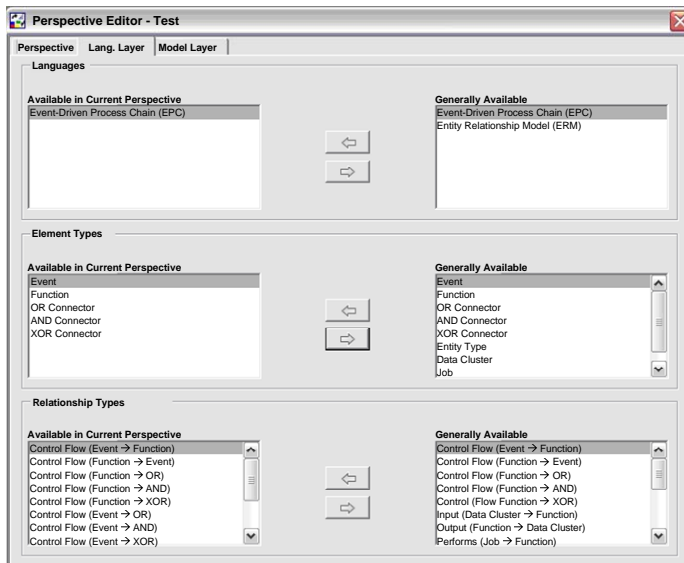 Perspective Editor - Test
Perspective Lang. Layer Model Layer
Languages
Available in Current Perspective
Event-Driven Process Chain (EPC)
Generally Available
Event-Driven Process Chain (EPC)
Entity Relationship Model (ERM)
Element Types
Available in Current Perspective
Event
Function
OR Connector
AND Connector
XOR Connector
Generally Available
Event
Function
OR Connector
AND Connector
XOR Connector
Entity Type
Data Cluster
Job
Relationship Types
Available in Current Perspective
Control Flow (Event → Function)
Control Flow (Function → Event)
Control Flow (Function → OR)
Control Flow (Function → AND)
Control Flow (Function → XOR)
Control Flow (Event → OR)
Control Flow (Event → AND)
Control Flow (Event → XOR)
Generally Available
Control Flow (Event → Function)
Control Flow (Function → Event)
Control Flow (Function → OR)
Control Flow (Function → AND)
Control (Flow Function → XOR)
Input (Data Cluster → Function)
Output (Function → Data Cluster)
Performs (Job → Function)